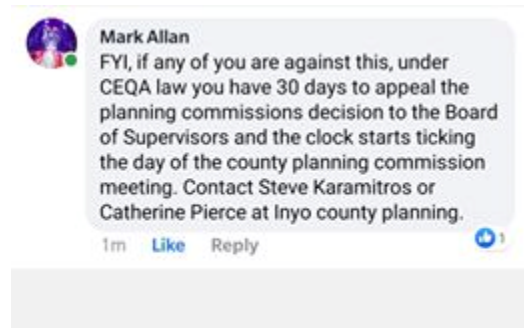 Mark Allan
FYI, if any of you are against this, under
CEQA law you have 30 days to appeal the
planning commissions decision to the Board
of Supervisors and the clock starts ticking
the day of the county planning commission
meeting. Contact Steve Karamitros or
Catherine Pierce at Inyo county planning.
1m Like Reply 1